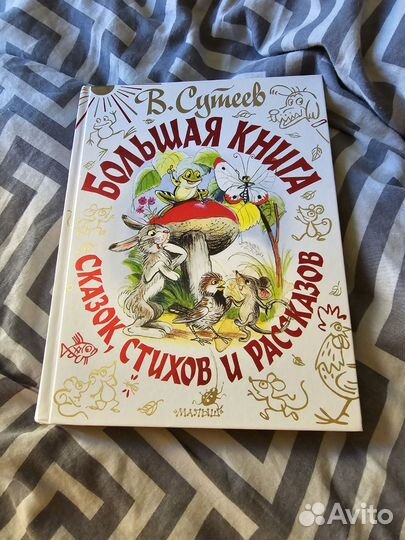 В. Сутеев
БОЛЬШАЯ КНИГА
СКАЗОК, СТИХОВ И РАССКАЗОВ
МАЛЫШ
Avito